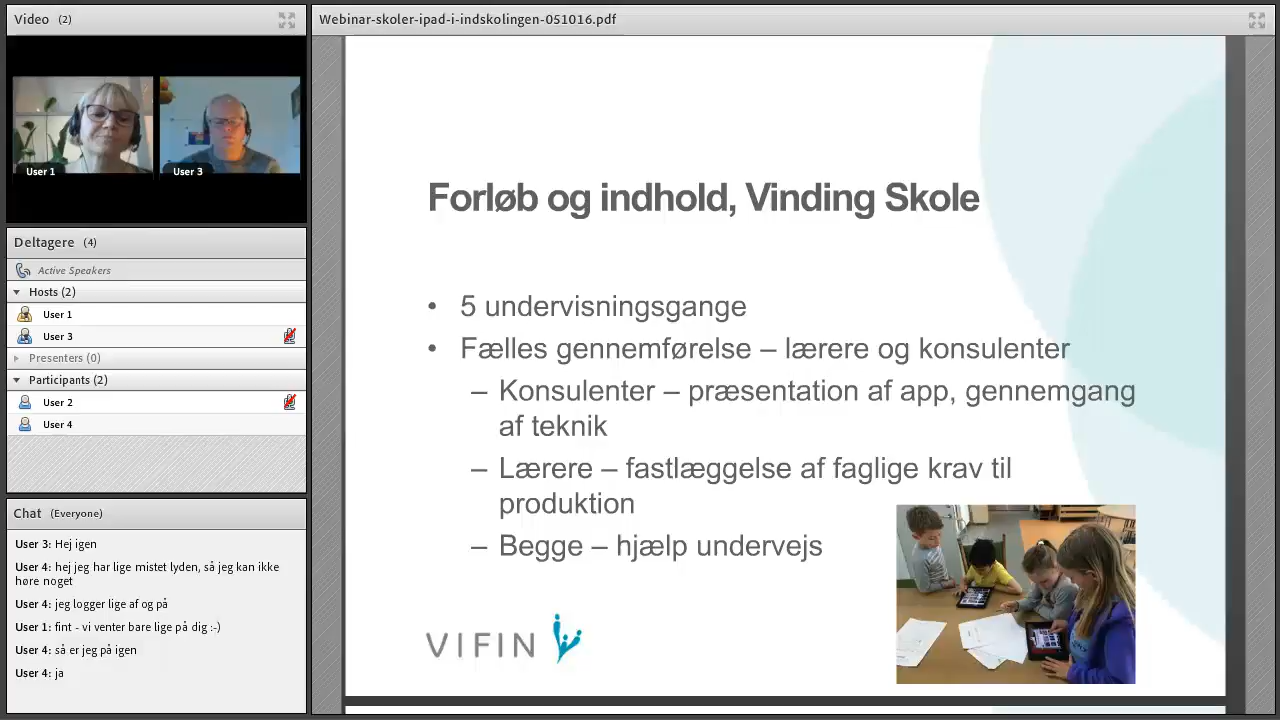 Video (2)
User 1
User 3
Deltagere (4)
Active Speakers
Hosts (2)
User 1
User 3
Presenters (0)
Participants (2)
User 2
User 4
Chat (Everyone)
User 3: Hej igen
User 4: hej jeg har lige mistet lyden, så jeg kan ikke
høre noget
User 4: jeg logger lige af og på
User 1: fint - vi venter bare lige på dig :-)
User 4: så er jeg på igen
User 4: ja
Webinar-skoler-ipad-i-indskolingen-051016.pdf
Forløb og indhold, Vinding Skole
• 5 undervisningsgange
• Fælles gennemførelse – lærere og konsulenter
– Konsulenter – præsentation af app, gennemgang
af teknik
– Lærere – fastlæggelse af faglige krav til
produktion
– Begge – hjælp undervejs
VIFIN